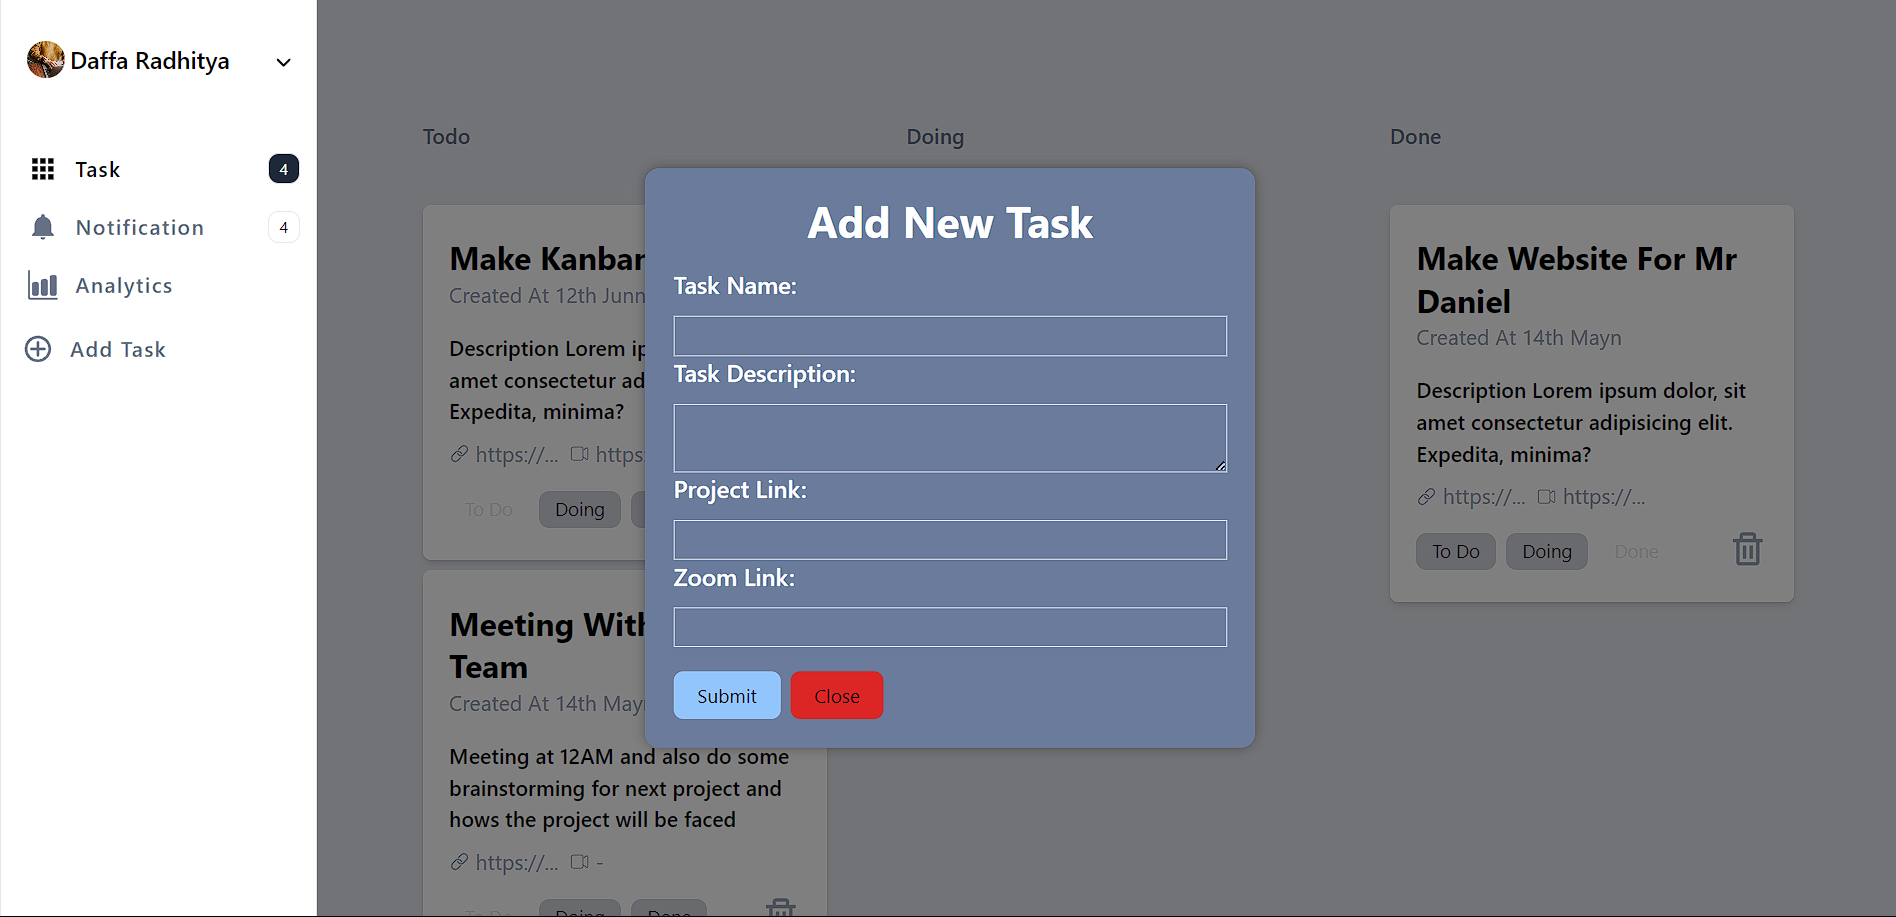 Daffa Radhitya
Task 4
Notification 4
Analytics
Add Task
Todo
Doing
Done
Make Kanban
Created At 12th Junn
Description Lorem ip
amet consectetur ad
Expedita, minima?
https://... https:
To Do Doing
Meeting With
Team
Created At 14th May
Meeting at 12AM and also do some
brainstorming for next project and
hows the project will be faced
https://... -
To Do Doing Done
Add New Task
Task Name:
Task Description:
Project Link:
Zoom Link:
Submit Close
Make Website For Mr
Daniel
Created At 14th Mayn
Description Lorem ipsum dolor, sit
amet consectetur adipisicing elit.
Expedita, minima?
https://... https://...
To Do Doing Done